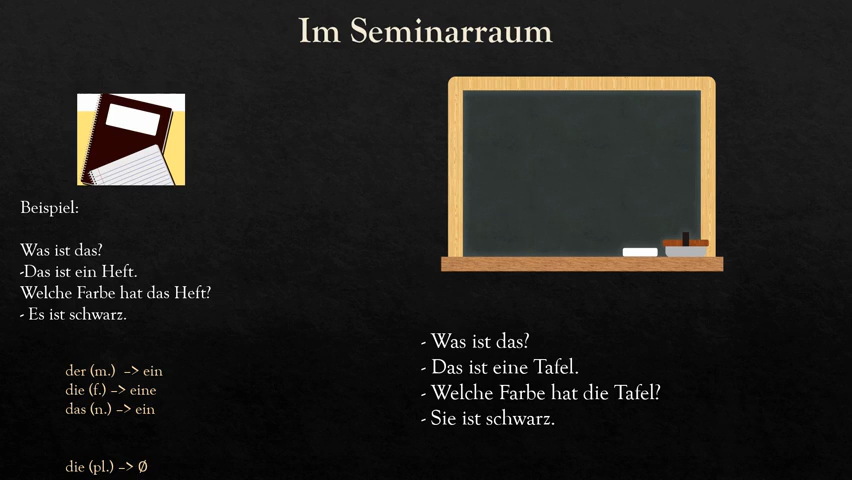 Im Seminarraum
Beispiel:
Was ist das?
-Das ist ein Heft.
Welche Farbe hat das Heft?
- Es ist schwarz.
der (m.) –> ein
die (f.) –> eine
das (n.) –> ein
die (pl.) –> Ø
- Was ist das?
- Das ist eine Tafel.
- Welche Farbe hat die Tafel?
- Sie ist schwarz.